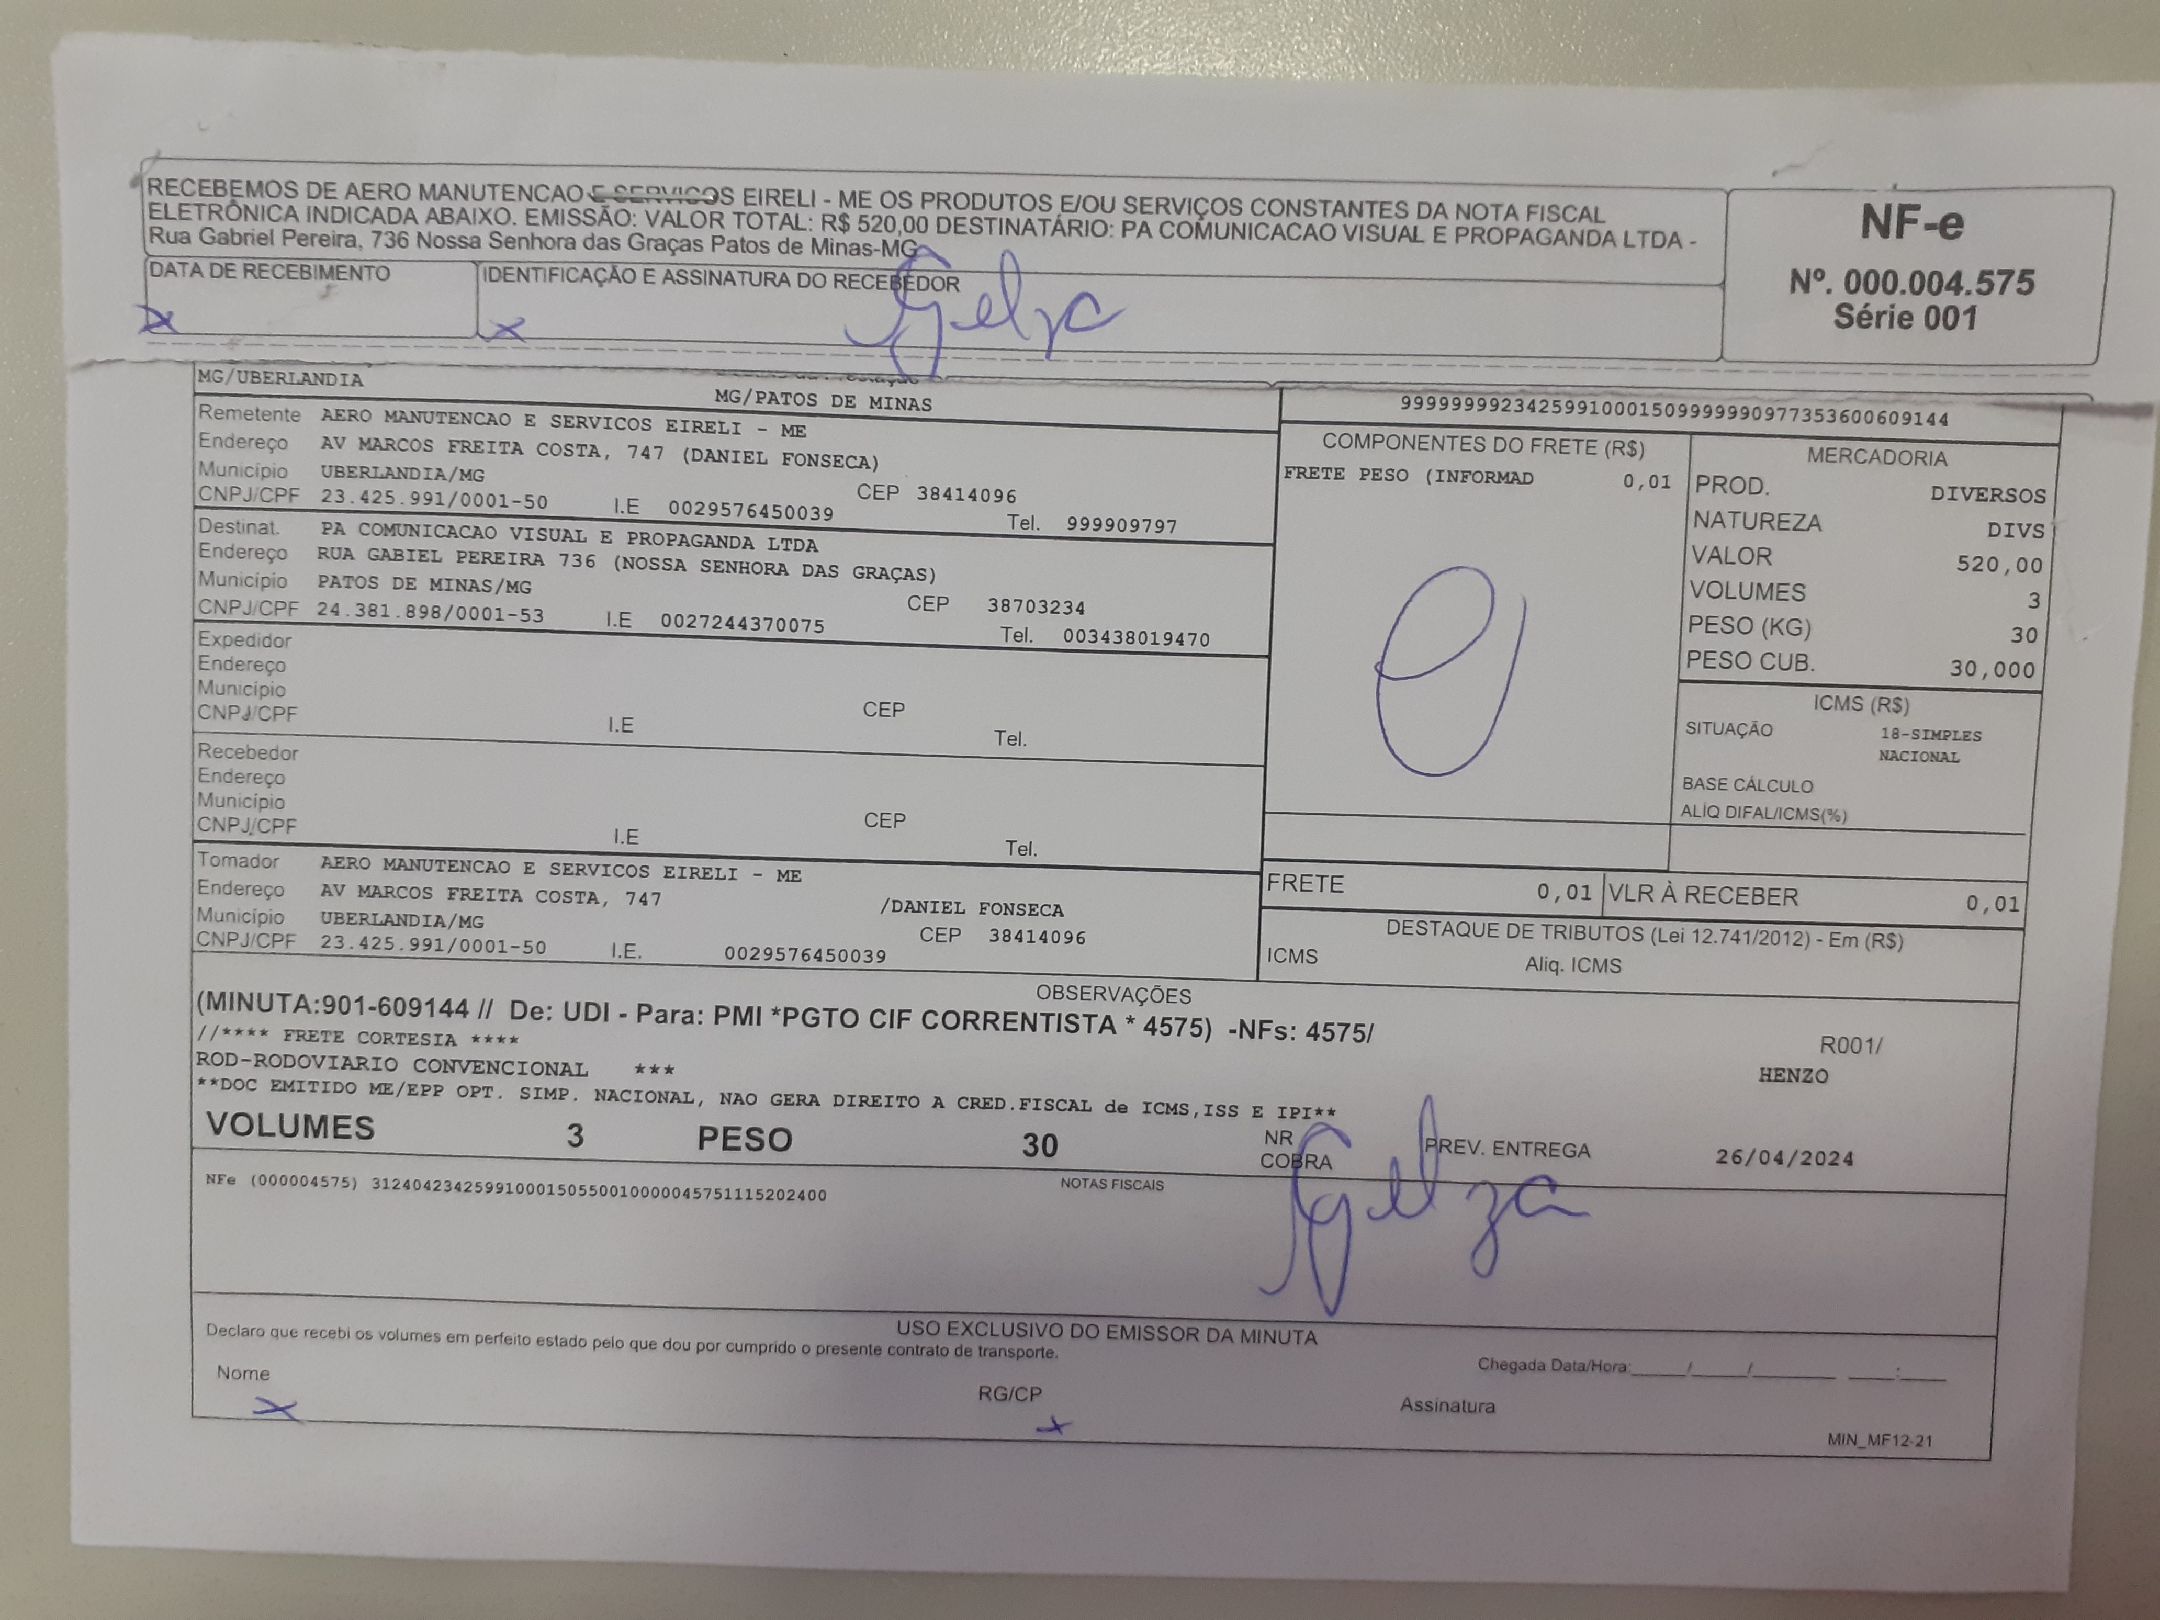 RECEBEMOS DE AERO MANUTENCAO E SERVICOS EIRELI - ME OS PRODUTOS E/OU SERVIÇOS CONSTANTES DA NOTA FISCAL
ELETRÔNICA INDICADA ABAIXO. EMISSÃO: VALOR TOTAL: R$ 520,00 DESTINATÁRIO: PA COMUNICACAO VISUAL E PROPAGANDA LTDA -
Rua Gabriel Pereira, 736 Nossa Senhora das Graças Patos de Minas-MG
NF-e
Nº. 000.004.575
Série 001
DATA DE RECEBIMENTO IDENTIFICAÇÃO E ASSINATURA DO RECEBEDOR
x x Gelza
MG/UBERLANDIA MG/PATOS DE MINAS
99999999234259910001509999999097735360060​9144
Remetente AERO MANUTENCAO E SERVICOS EIRELI - ME
Endereço AV MARCOS FREITA COSTA, 747 (DANIEL FONSECA)
Município UBERLANDIA/MG CEP 38414096
CNPJ/CPF 23.425.991/0001-50 I.E 0029576450039 Tel. 999909797
Destinat. PA COMUNICACAO VISUAL E PROPAGANDA LTDA
Endereço RUA GABIEL PEREIRA 736 (NOSSA SENHORA DAS GRAÇAS)
Município PATOS DE MINAS/MG CEP 38703234
CNPJ/CPF 24.381.898/0001-53 I.E 0027244370075 Tel. 003438019470
Expedidor
Endereço
Município CEP
CNPJ/CPF I.E Tel.
Recebedor
Endereço
Município CEP
CNPJ/CPF I.E Tel.
Tomador AERO MANUTENCAO E SERVICOS EIRELI - ME
Endereço AV MARCOS FREITA COSTA, 747 /DANIEL FONSECA
Município UBERLANDIA/MG CEP 38414096
CNPJ/CPF 23.425.991/0001-50 I.E. 0029576450039
COMPONENTES DO FRETE (R$)
FRETE PESO (INFORMAD 0,01
MERCADORIA
PROD. DIVERSOS
NATUREZA DIVS
VALOR 520,00
VOLUMES 3
PESO (KG) 30
PESO CUB. 30,000
ICMS (R$)
SITUAÇÃO 18-SIMPLES
NACIONAL
BASE CÁLCULO
ALÍQ DIFAL/ICMS(%)
FRETE 0,01 VLR À RECEBER 0,01
DESTAQUE DE TRIBUTOS (Lei 12.741/2012) - Em (R$)
ICMS Aliq. ICMS
OBSERVAÇÕES
(MINUTA:901-609144 // De: UDI - Para: PMI *PGTO CIF CORRENTISTA * 4575) -NFs: 4575/
//**** FRETE CORTESIA **** R001/
ROD-RODOVIARIO CONVENCIONAL *** HENZO
**DOC EMITIDO ME/EPP OPT. SIMP. NACIONAL, NAO GERA DIREITO A CRED.FISCAL de ICMS,ISS E IPI**
VOLUMES 3 PESO 30 NR
COBRA PREV. ENTREGA 26/04/2024
NFe (000004575) 31240423425991000150550010000045751115202400 NOTAS FISCAIS
Gelza
USO EXCLUSIVO DO EMISSOR DA MINUTA
Declaro que recebi os volumes em perfeito estado pelo que dou por cumprido o presente contrato de transporte.
Chegada Data/Hora:____/____/______ ____:____
Nome RG/CP Assinatura
x x
MIN_MF12-21